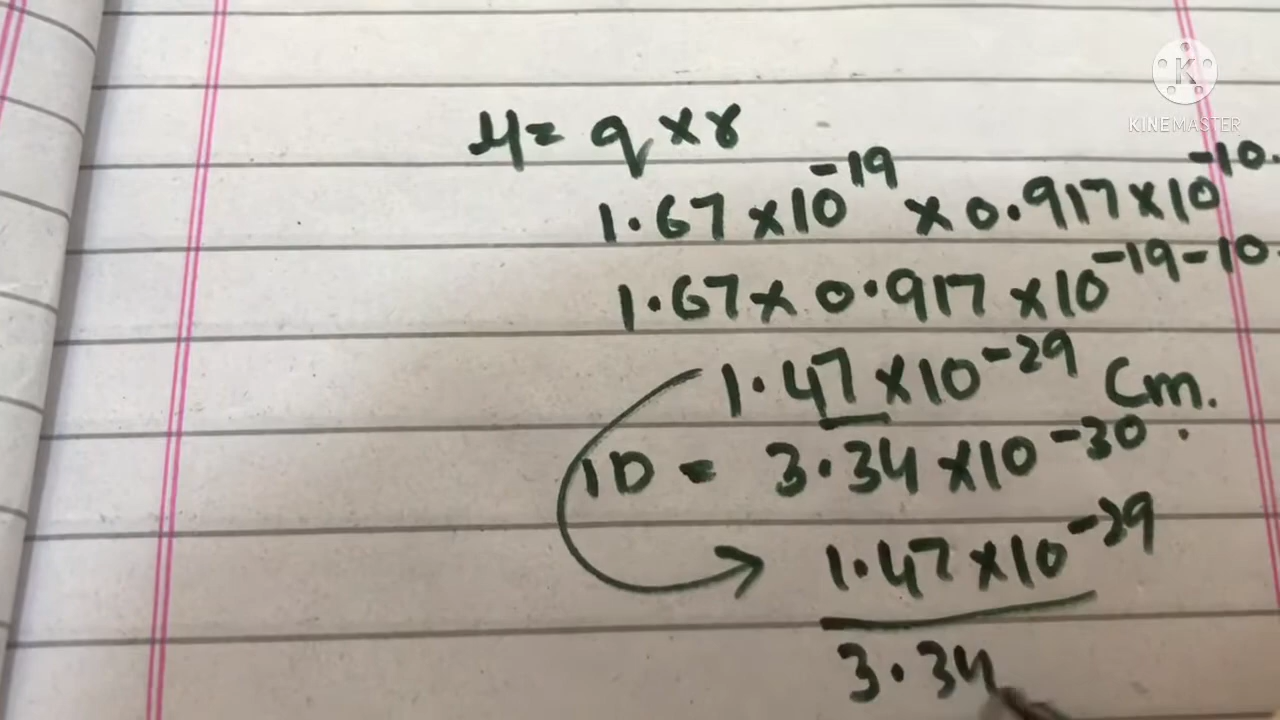 K
KINEMASTER
μ= q×r
1.67×10⁻¹⁹ × 0.917×10⁻¹⁰.
1.67× 0.917 ×10⁻¹⁹⁻¹⁰.
1.47×10⁻²⁹ Cm.
1D = 3.34×10⁻³⁰.
1.47×10⁻²⁹
3.34